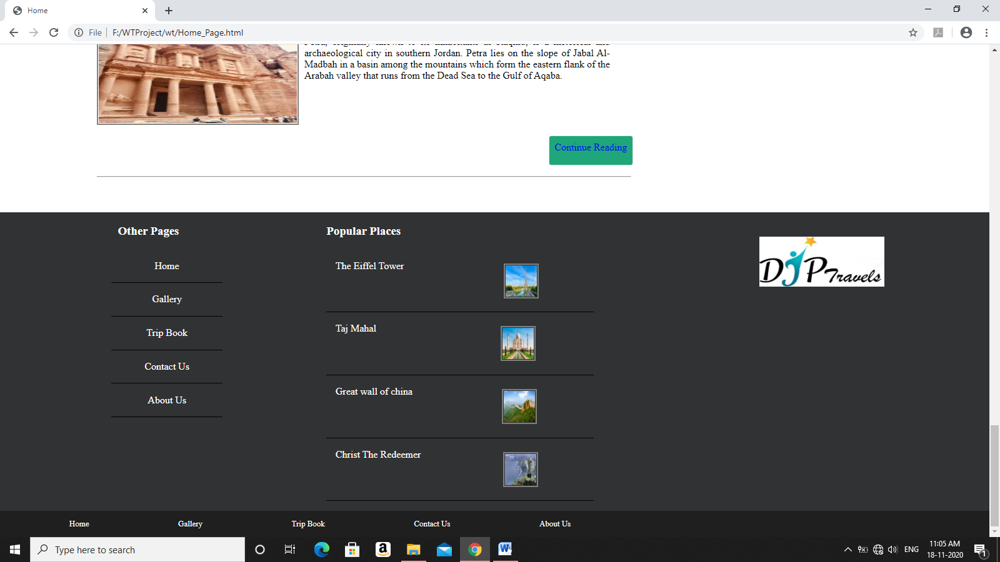 Home
File
F:/WTProject/wt/Home_Page.html
archaeological city in southern Jordan. Petra lies on the slope of Jabal Al-
Madbah in a basin among the mountains which form the eastern flank of the
Arabah valley that runs from the Dead Sea to the Gulf of Aqaba.
Continue Reading
Other Pages
Home
Gallery
Trip Book
Contact Us
About Us
Popular Places
The Eiffel Tower
Taj Mahal
Great wall of china
Christ The Redeemer
DJP Travels
Home Gallery Trip Book Contact Us About Us
Type here to search
ENG
11:05 AM
18-11-2020
1